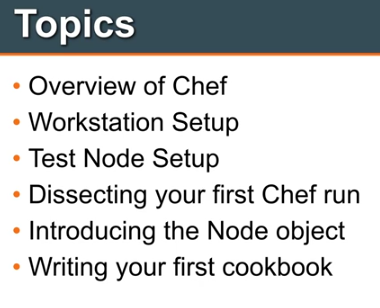 Topics
• Overview of Chef
• Workstation Setup
• Test Node Setup
• Dissecting your first Chef run
• Introducing the Node object
• Writing your first cookbook